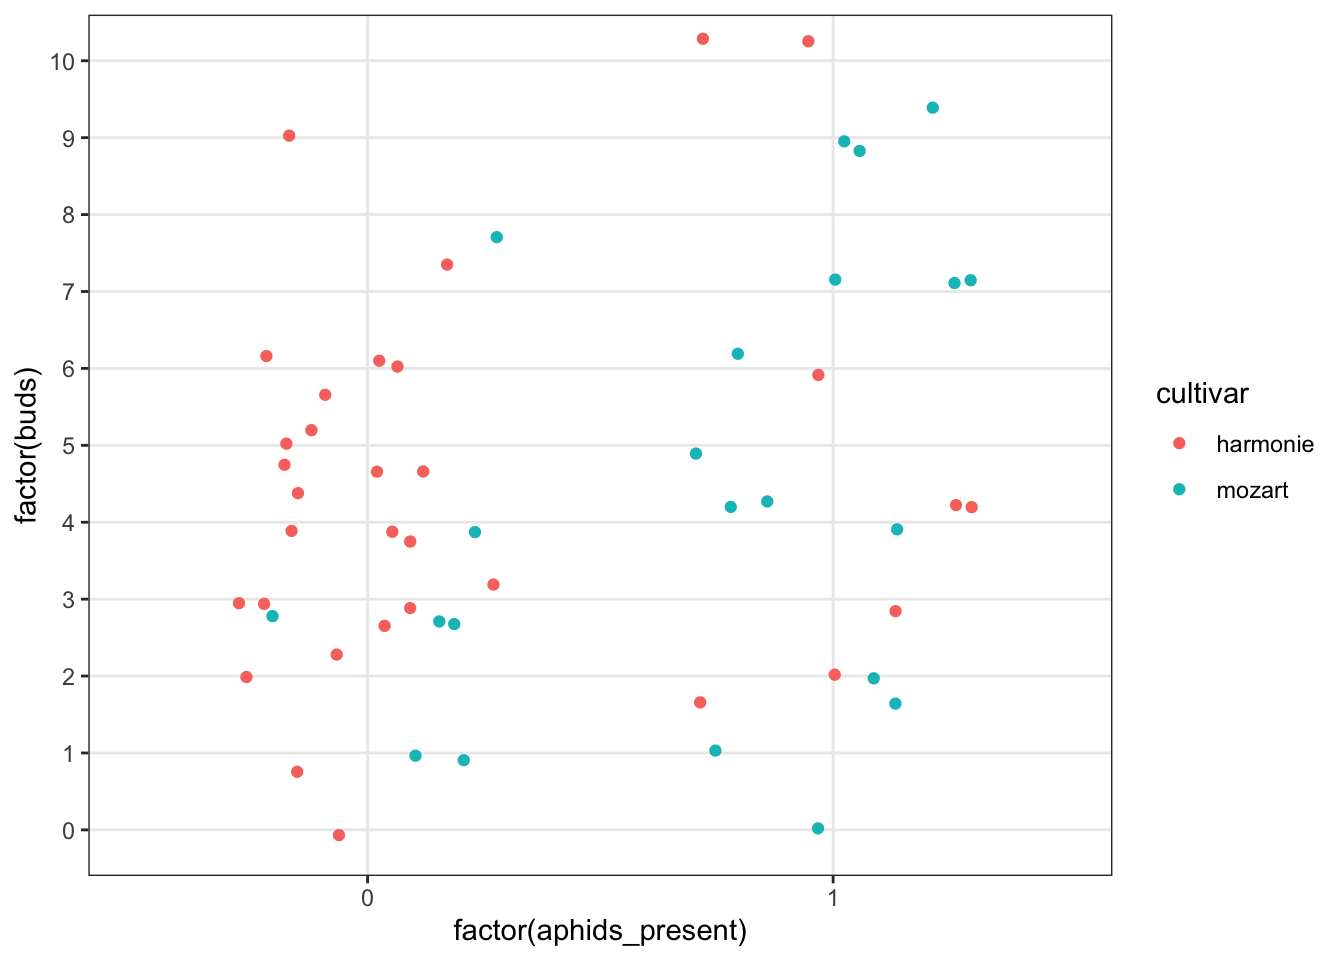 10
9
8
7
6
5
4
3
2
1
0
factor(buds)
0 1
factor(aphids_present)
cultivar
harmonie
mozart